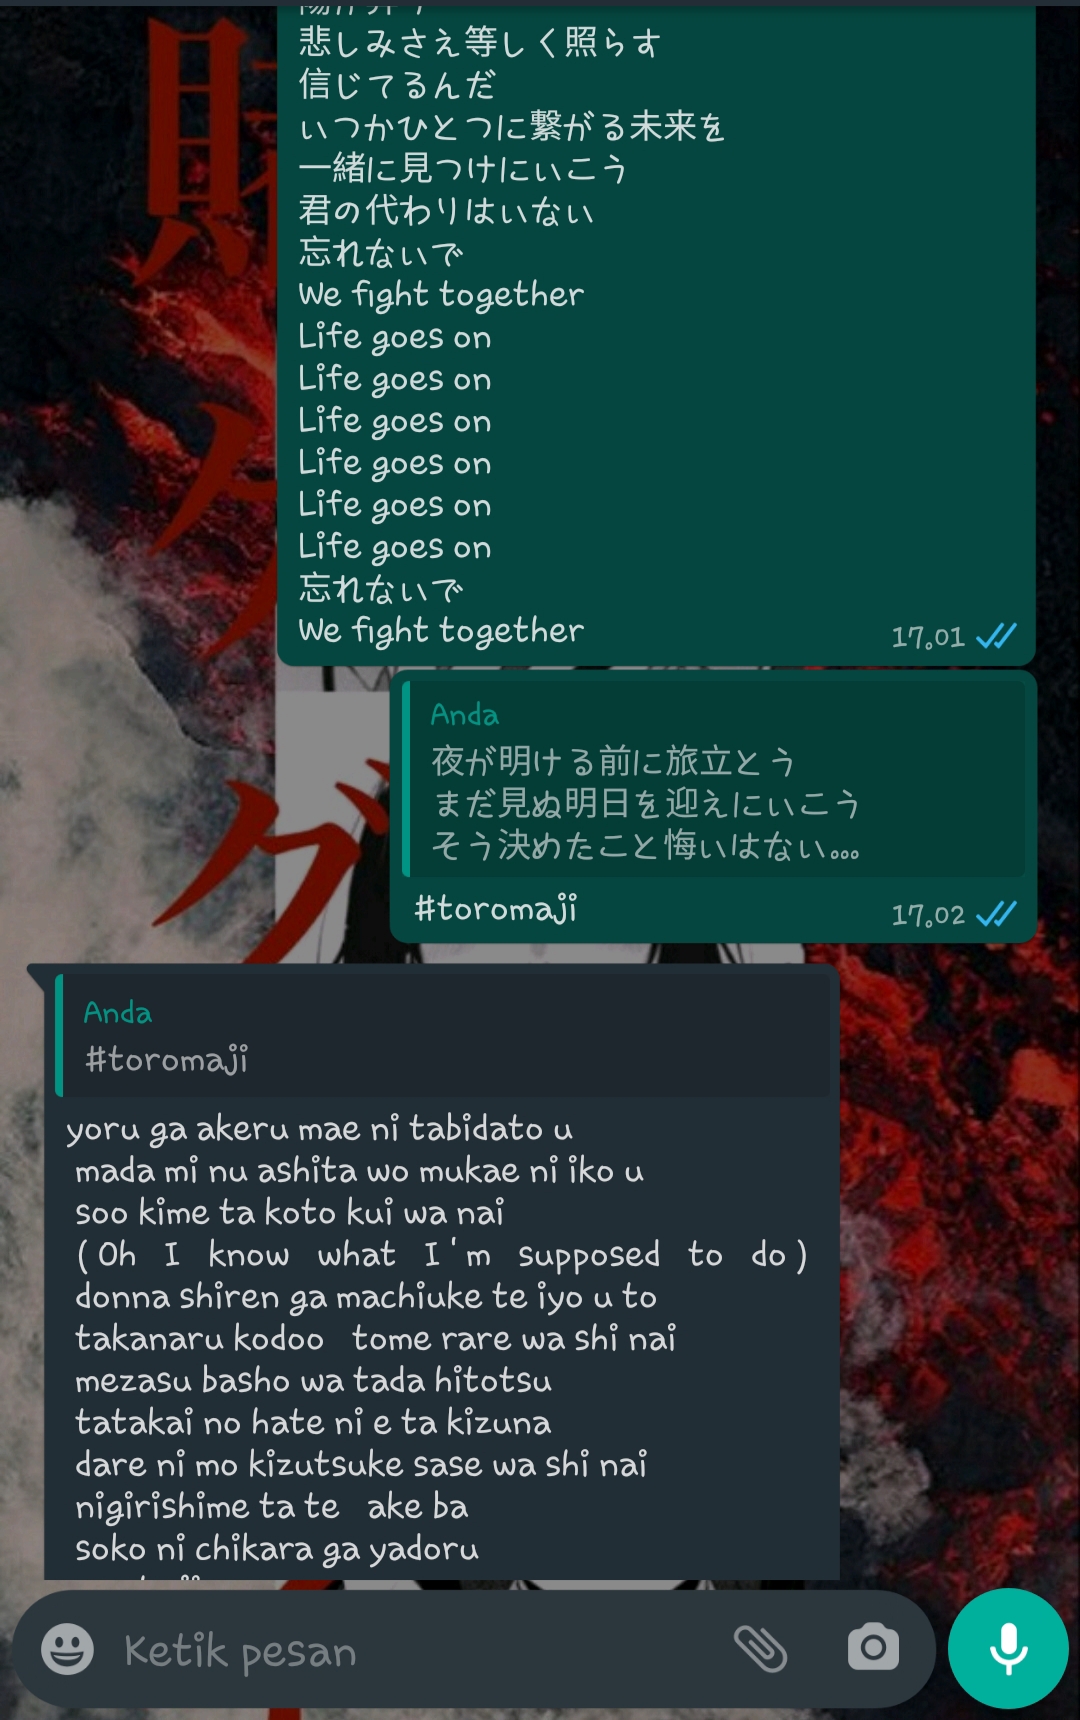 悲しみさえ等しく照らす
信じてるんだ
いつかひとつに繋がる未来を
一緒に見つけにいこう
君の代わりはいない
忘れないで
We fight together
Life goes on
Life goes on
Life goes on
Life goes on
Life goes on
Life goes on
忘れないで
We fight together
17.01
Anda
夜が明ける前に旅立とう
まだ見ぬ明日を迎えにいこう
そう決めたこと悔いはない...
#toromaji
17.02
Anda
#toromaji
yoru ga akeru mae ni tabidato u
mada mi nu ashita wo mukae ni iko u
soo kime ta koto kui wa nai
( Oh I know what I ' m supposed to do )
donna shiren ga machiuke te iyo u to
takanaru kodoo tome rare wa shi nai
mezasu basho wa tada hitotsu
tatakai no hate ni e ta kizuna
dare ni mo kizutsuke sase wa shi nai
nigirishime ta te ake ba
soko ni chikara ga yadoru
Ketik pesan